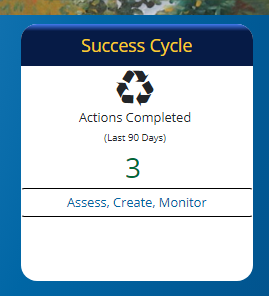 Success Cycle
Actions Completed
(Last 90 Days)
3
Assess, Create, Monitor